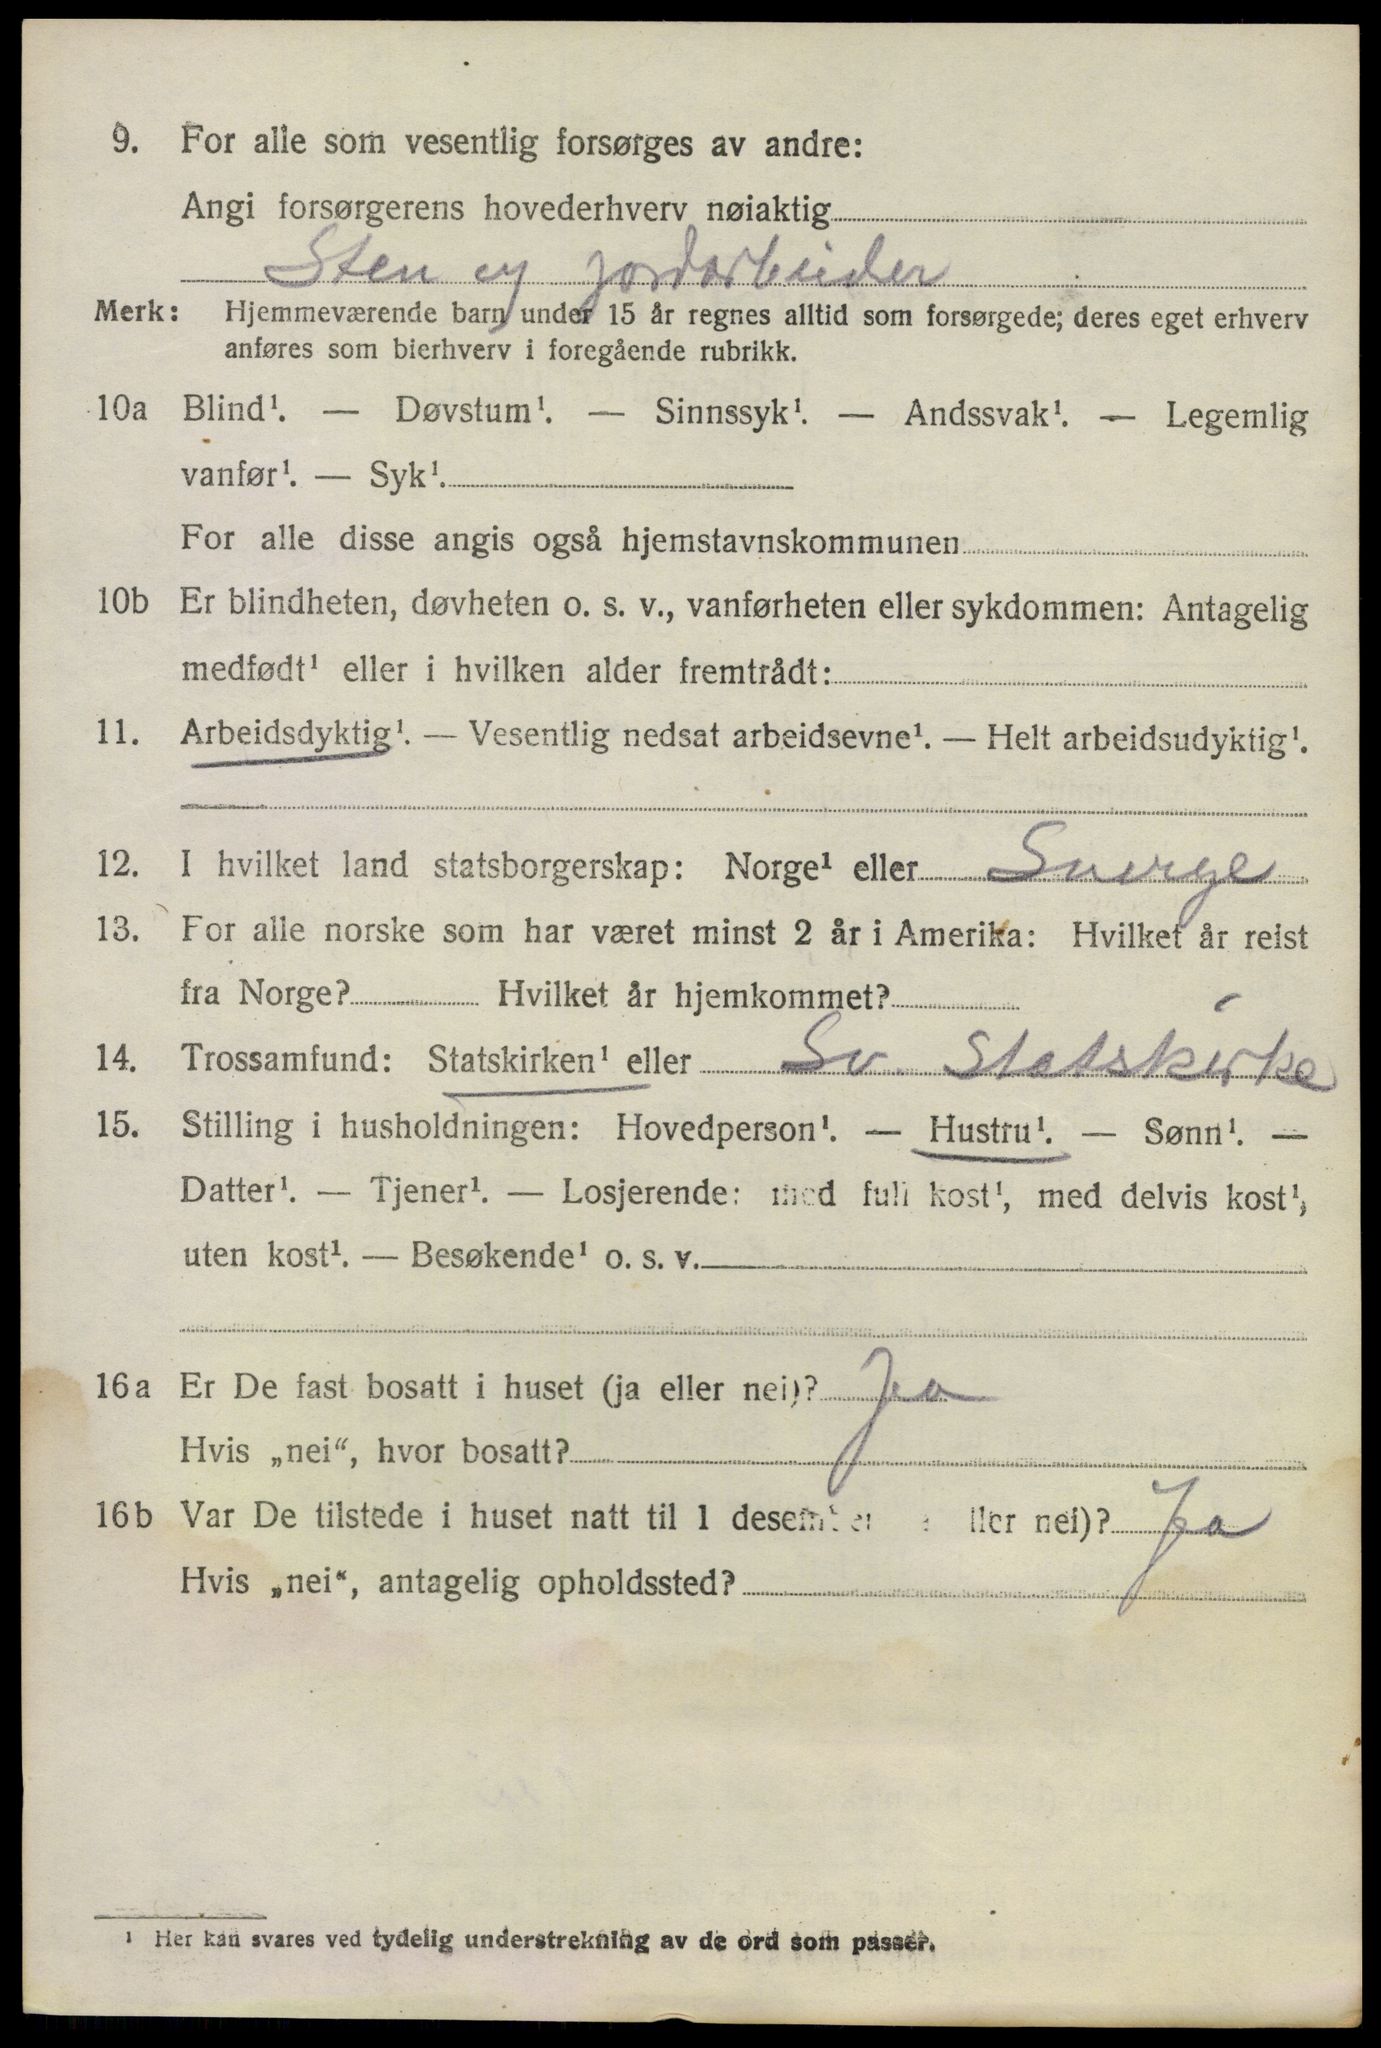 9. For alle som vesentlig forsørges av andre:
Angi forsørgerens hovederhverv nøiaktig
Sten og jordarbeider
Merk: Hjemmeværende barn under 15 år regnes alltid som forsørgede; deres eget erhverv
anføres som bierhverv i foregående rubrikk.
10a Blind¹. — Døvstum¹. — Sinnssyk¹. — Andssvak¹. — Legemlig
vanfør¹. — Syk¹.
For alle disse angis også hjemstavnskommunen
10b Er blindheten, døvheten o. s. v., vanførheten eller sykdommen: Antagelig
medfødt¹ eller i hvilken alder fremtrådt:
11. Arbeidsdyktig¹. — Vesentlig nedsat arbeidsevne¹. — Helt arbeidsudyktig¹.
12. I hvilket land statsborgerskap: Norge¹ eller Sverge
13. For alle norske som har været minst 2 år i Amerika: Hvilket år reist
fra Norge? Hvilket år hjemkommet?
14. Trossamfund: Statskirken¹ eller Sv. Statskirke
15. Stilling i husholdningen: Hovedperson¹. — Hustru¹. — Sønn¹. —
Datter¹. — Tjener¹. — Losjerende: med full kost¹, med delvis kost¹,
uten kost¹. — Besøkende¹ o. s. v.
16a Er De fast bosatt i huset (ja eller nei)? Ja
Hvis „nei“, hvor bosatt?
16b Var De tilstede i huset natt til 1 desember eller nei)? Ja
Hvis „nei“, antagelig opholdssted?
¹ Her kan svares ved tydelig understrekning av de ord som passer.